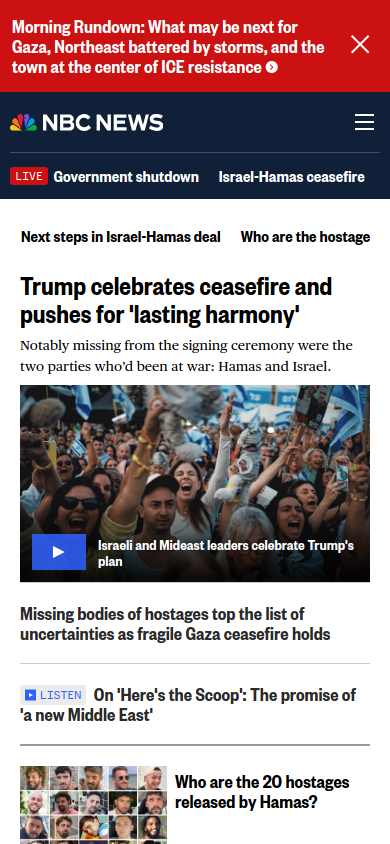 Morning Rundown: What may be next for
Gaza, Northeast battered by storms, and the
town at the center of ICE resistance
NBC NEWS
LIVE Government shutdown Israel-Hamas ceasefire
Next steps in Israel-Hamas deal Who are the hostage
Trump celebrates ceasefire and
pushes for 'lasting harmony'
Notably missing from the signing ceremony were the
two parties who’d been at war: Hamas and Israel.
Israeli and Mideast leaders celebrate Trump's
plan
Missing bodies of hostages top the list of
uncertainties as fragile Gaza ceasefire holds
LISTEN On 'Here's the Scoop': The promise of
'a new Middle East'
Who are the 20 hostages
released by Hamas?